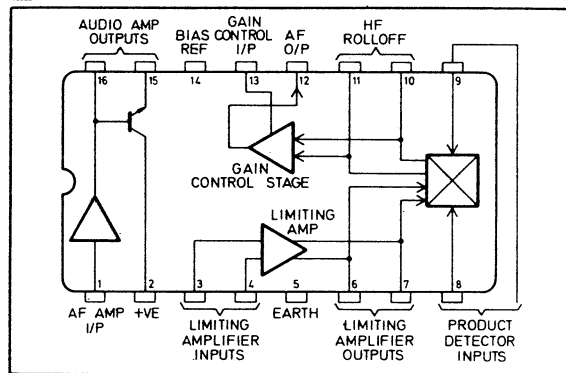 AUDIO AMP
OUTPUTS
BIAS
REF
GAIN
CONTROL
I/P
AF
O/P
HF
ROLLOFF
16
15
14
13
12
11
10
9
GAIN
CONTROL STAGE
LIMITING
AMP
1
2
3
4
5
6
7
8
AF AMP
I/P
+VE
LIMITING
AMPLIFIER
INPUTS
EARTH
LIMITING
AMPLIFIER
OUTPUTS
PRODUCT
DETECTOR
INPUTS